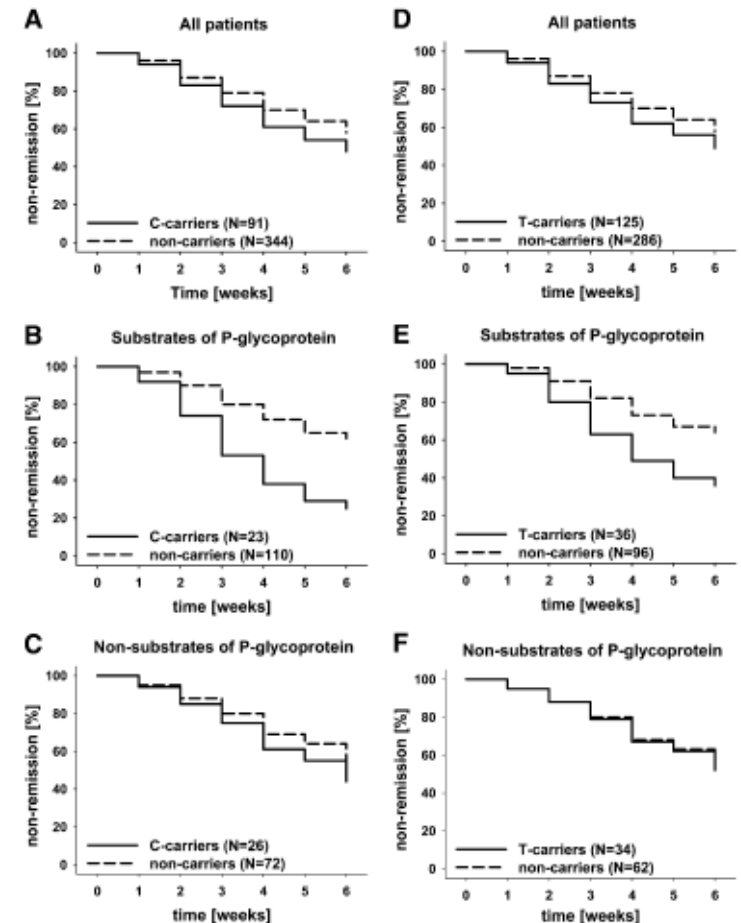 A
All patients
non-remission [%]
100
80
60
40
20
0
C-carriers (N=91)
non-carriers (N=344)
0 1 2 3 4 5 6
Time [weeks]
B
Substrates of P-glycoprotein
non-remission [%]
100
80
60
40
20
0
C-carriers (N=23)
non-carriers (N=110)
0 1 2 3 4 5 6
time [weeks]
C
Non-substrates of P-glycoprotein
non-remission [%]
100
80
60
40
20
0
C-carriers (N=26)
non-carriers (N=72)
0 1 2 3 4 5 6
time [weeks]
D
All patients
non-remission [%]
100
80
60
40
20
0
T-carriers (N=125)
non-carriers (N=286)
0 1 2 3 4 5 6
time [weeks]
E
Substrates of P-glycoprotein
non-remission [%]
100
80
60
40
20
0
T-carriers (N=36)
non-carriers (N=96)
0 1 2 3 4 5 6
time [weeks]
F
Non-substrates of P-glycoprotein
non-remission [%]
100
80
60
40
20
0
T-carriers (N=34)
non-carriers (N=62)
0 1 2 3 4 5 6
time [weeks]